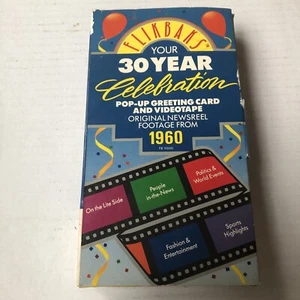 FLIKBAKS
YOUR
30 YEAR
Celebration
POP-UP GREETING CARD
AND VIDEOTAPE
ORIGINAL NEWSREEL
FOOTAGE FROM
1960
On the Lite Side
People
in-the-News
Politics &
World Events
Fashion &
Entertainment
Sports
Highlights